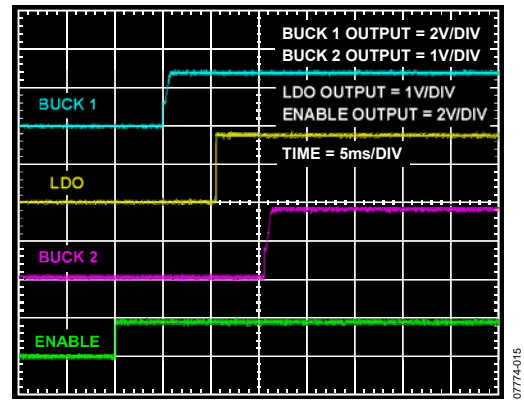 BUCK 1 OUTPUT = 2V/DIV
BUCK 2 OUTPUT = 1V/DIV
LDO OUTPUT = 1V/DIV
ENABLE OUTPUT = 2V/DIV
TIME = 5ms/DIV
BUCK 1
LDO
BUCK 2
ENABLE
07774-015